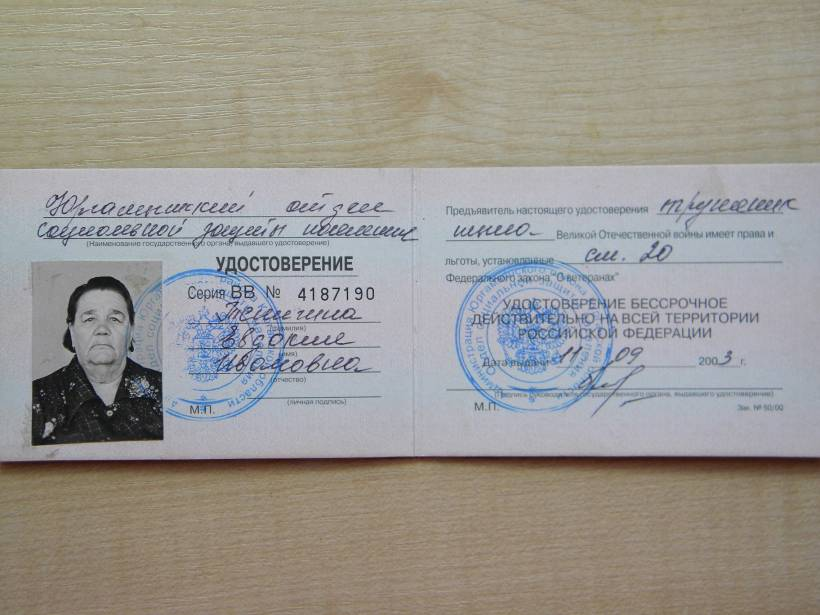 Юргамышский отдел
социальной защиты населения
(Наименование государственного органа, выдавшего удостоверение)
УДОСТОВЕРЕНИЕ
Серия ВВ № 4187190
(фамилия)
Ивановна
(имя)
(отчество)
(личная подпись)
М.П.
Предъявитель настоящего удостоверения труженик
тыла Великой Отечественной войны имеет права и
льготы, установленные ст. 20
Федерального закона "О ветеранах"
УДОСТОВЕРЕНИЕ БЕССРОЧНОЕ
ДЕЙСТВИТЕЛЬНО НА ВСЕЙ ТЕРРИТОРИИ
РОССИЙСКОЙ ФЕДЕРАЦИИ
Дата выдачи 11 09 2003 г.
(Подпись руководителя государственного органа, выдавшего удостоверение)
М.П.
Зак. № 50/00